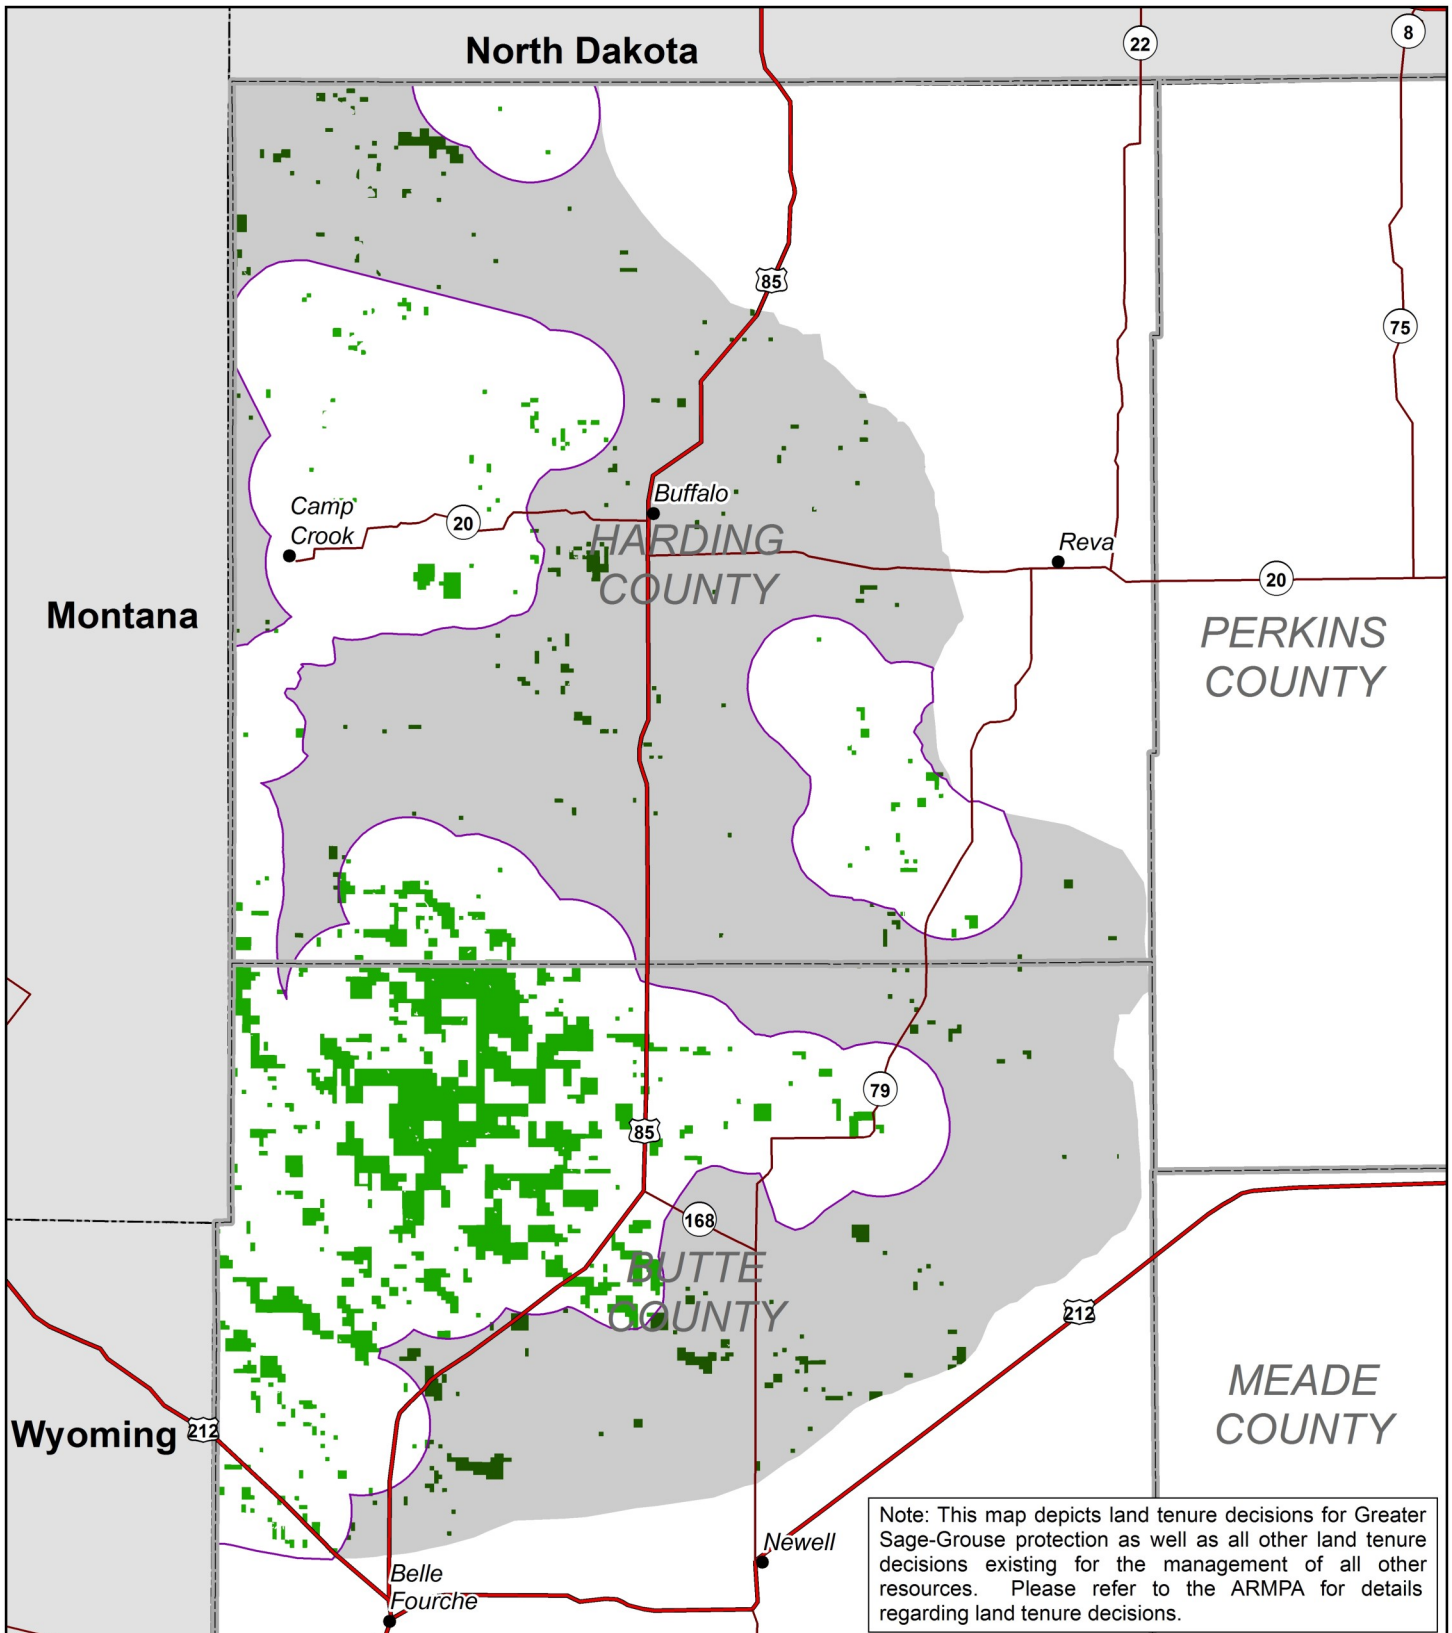 North Dakota
22
8
85
75
Camp
Crook
20
Buffalo
HARDING
COUNTY
Reva
20
Montana
PERKINS
COUNTY
79
85
168
BUTTE
COUNTY
212
MEADE
COUNTY
Wyoming
212
Note: This map depicts land tenure decisions for Greater
Sage-Grouse protection as well as all other land tenure
decisions existing for the management of all other
resources. Please refer to the ARMPA for details
regarding land tenure decisions.
Newell
Belle
Fourche